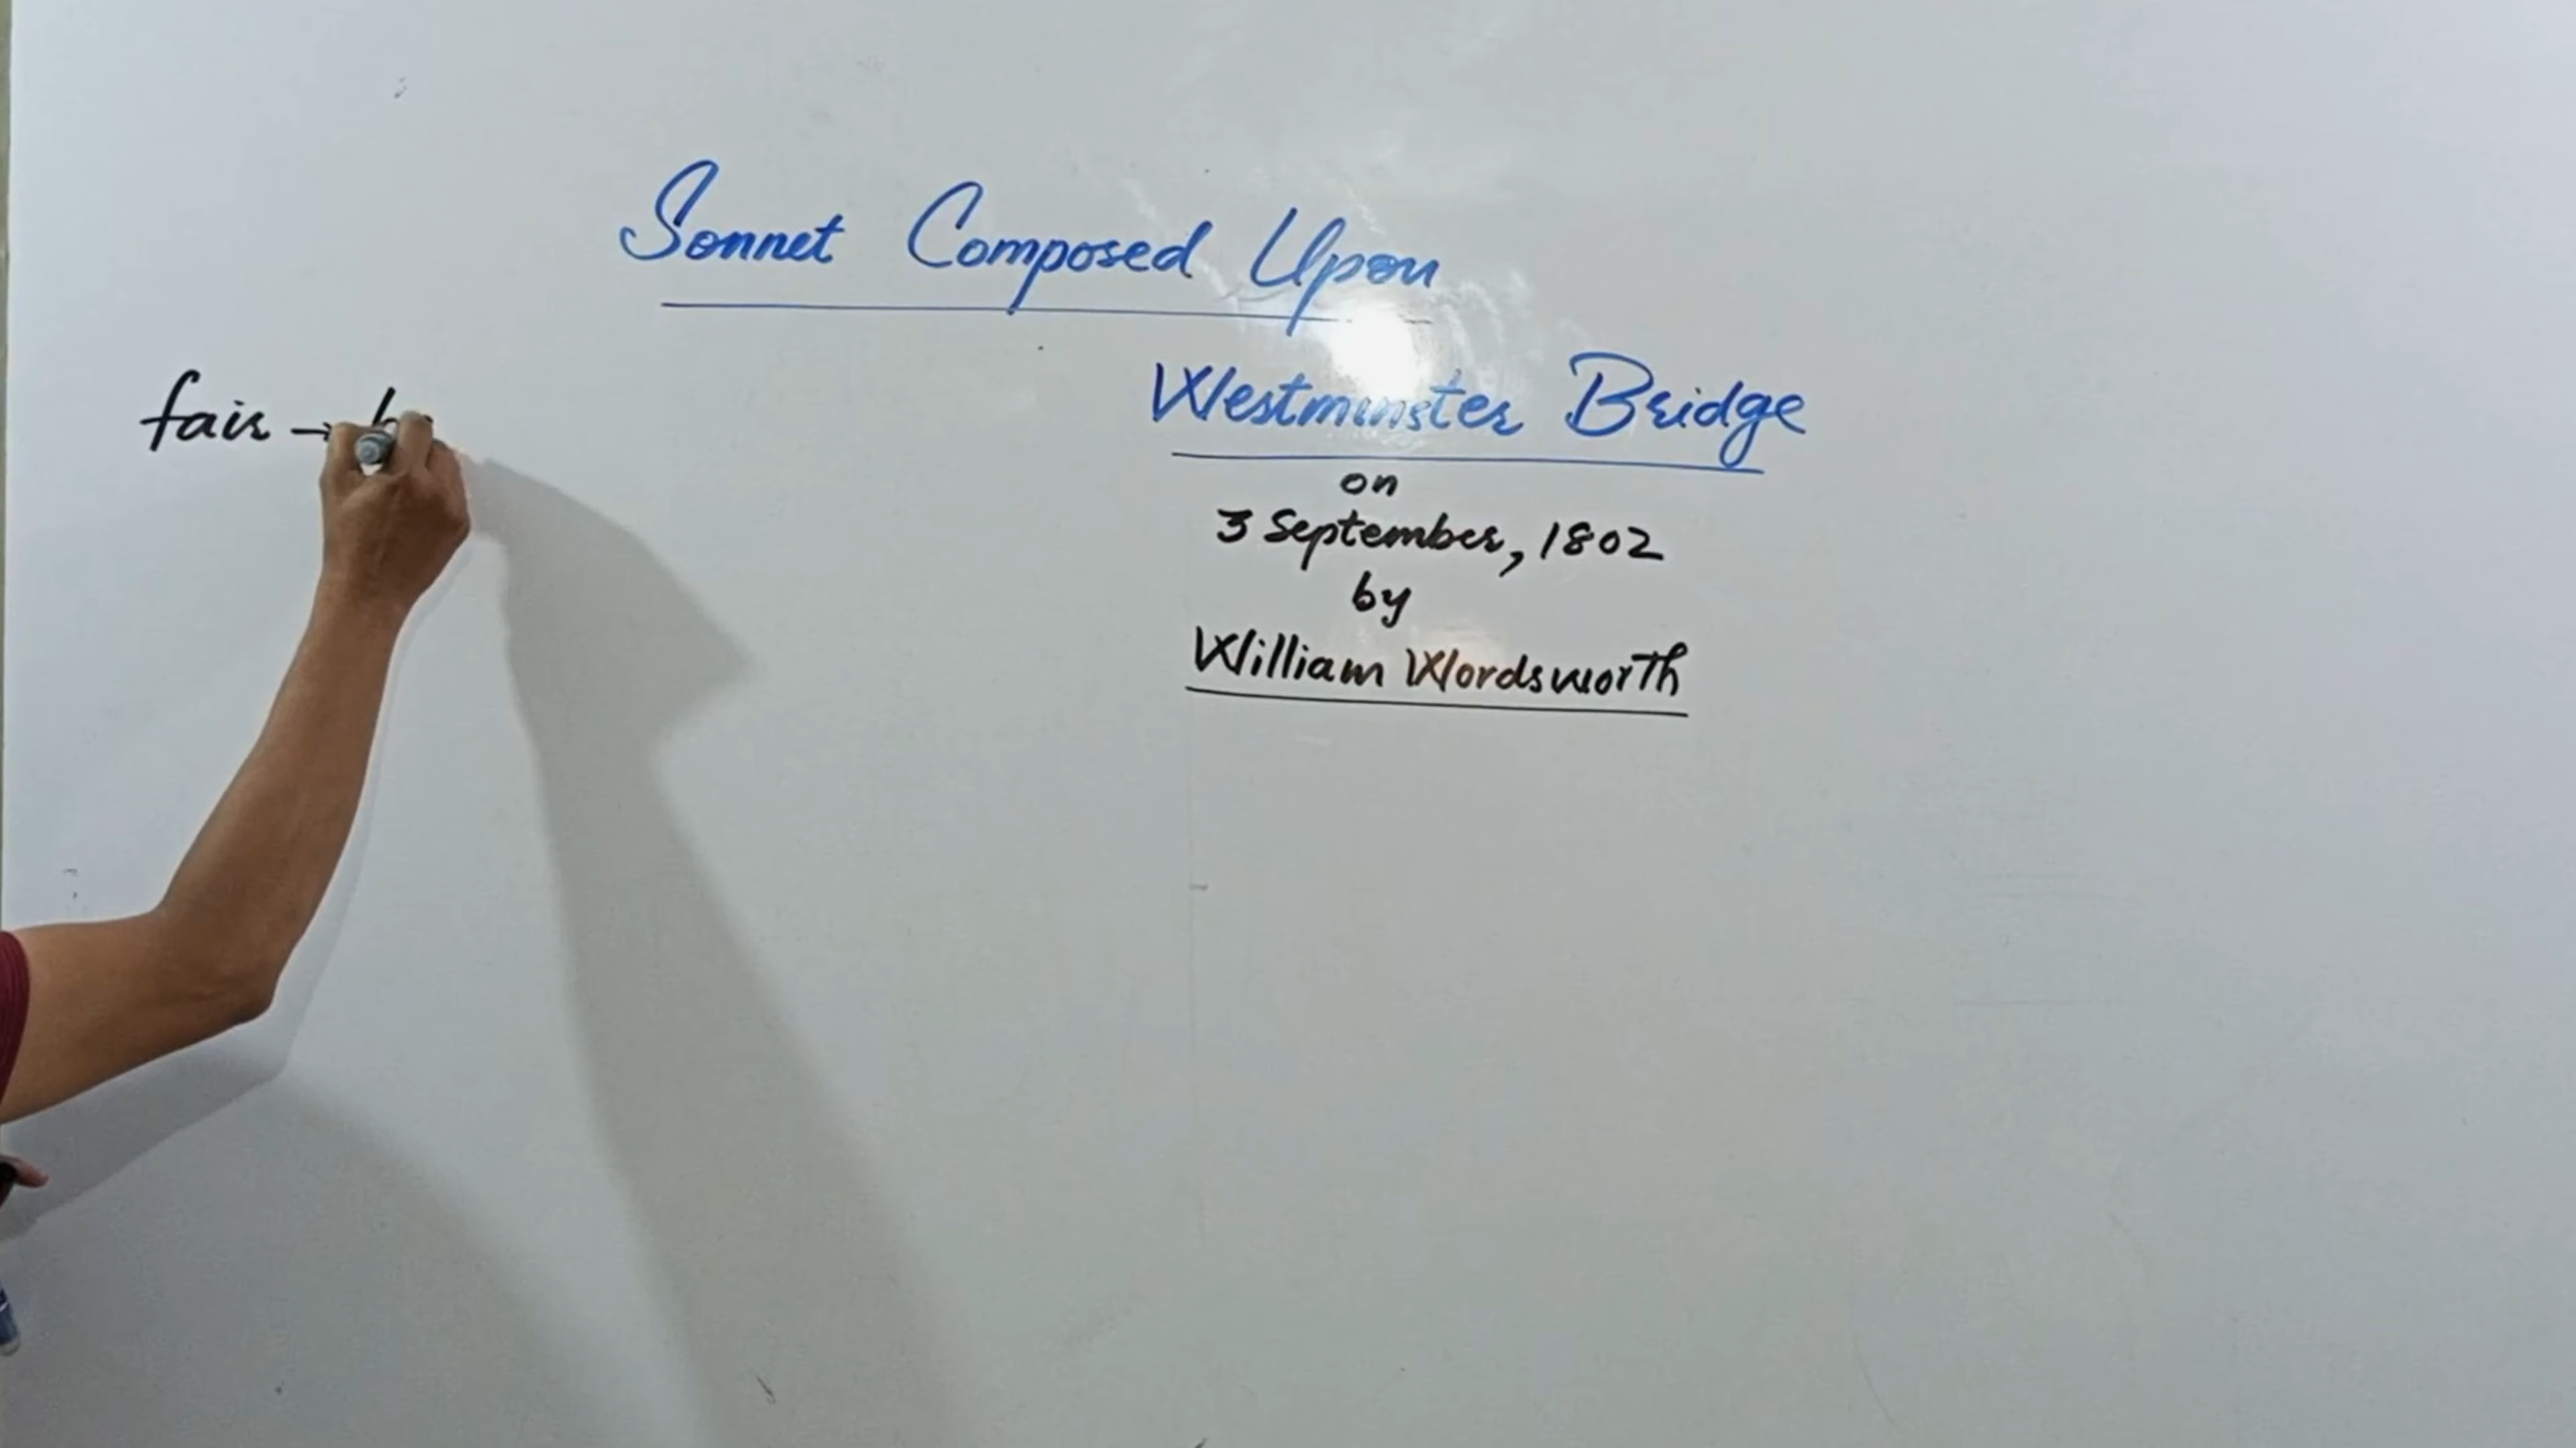 Sonnet Composed Upon
Westminster Bridge
on
3 September, 1802
by
William Wordsworth
fair →